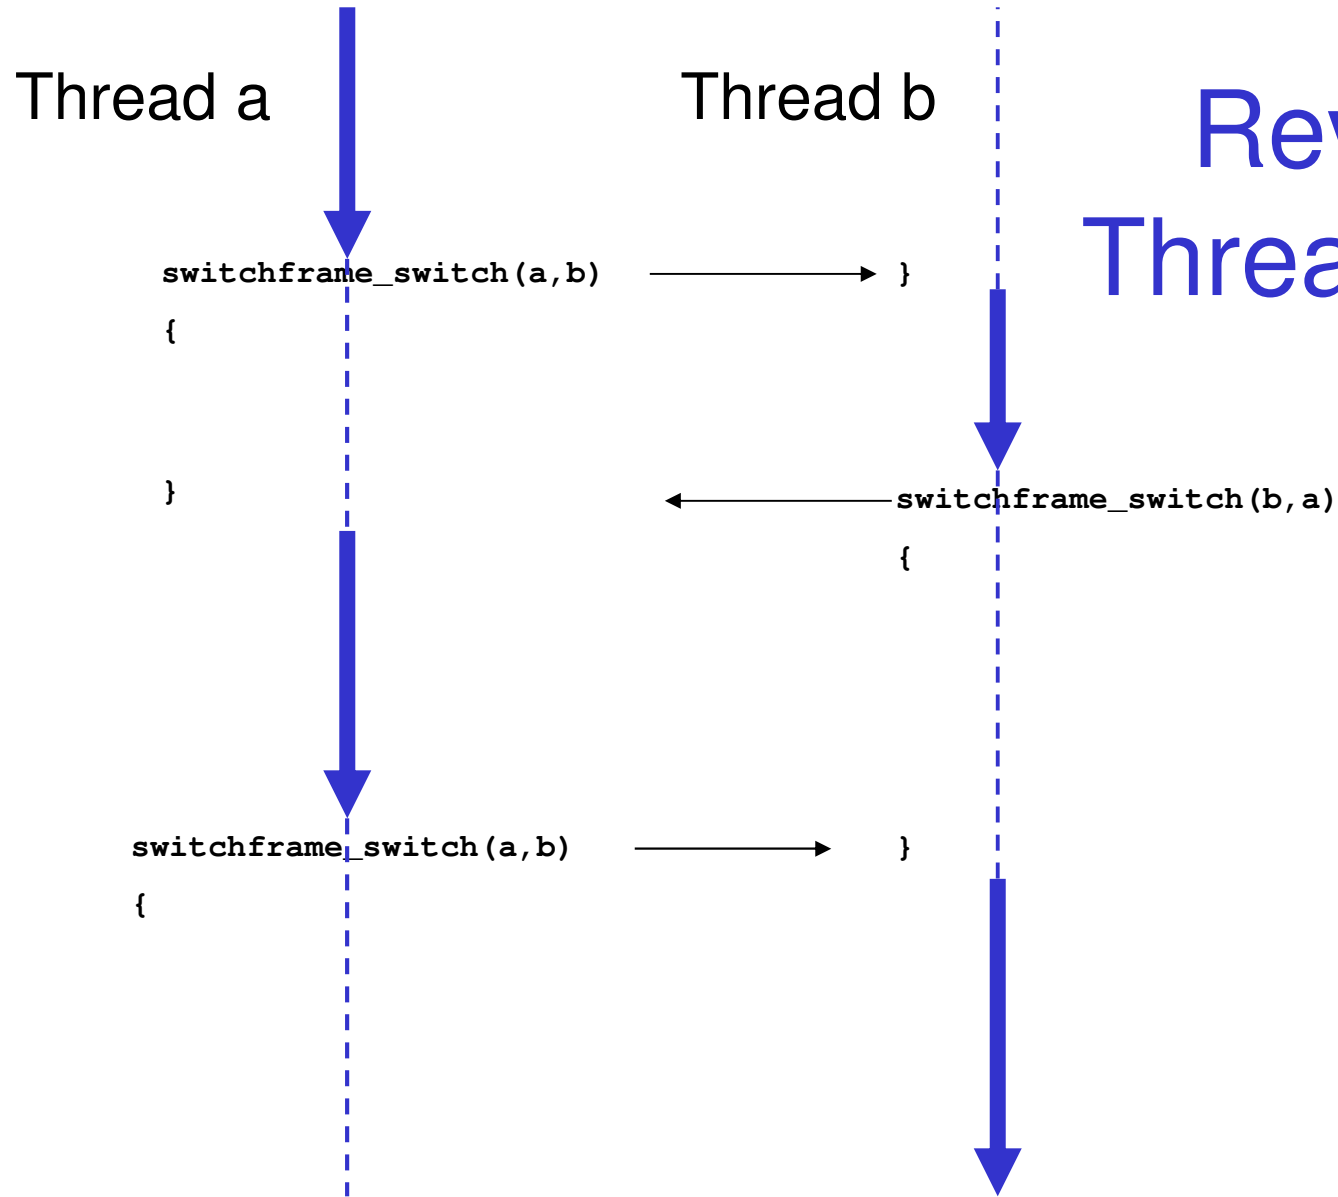 Thread a
Thread b
switchframe_switch(a,b)
}
{
}
switchframe_switch(b,a)
{
switchframe_switch(a,b)
}
{